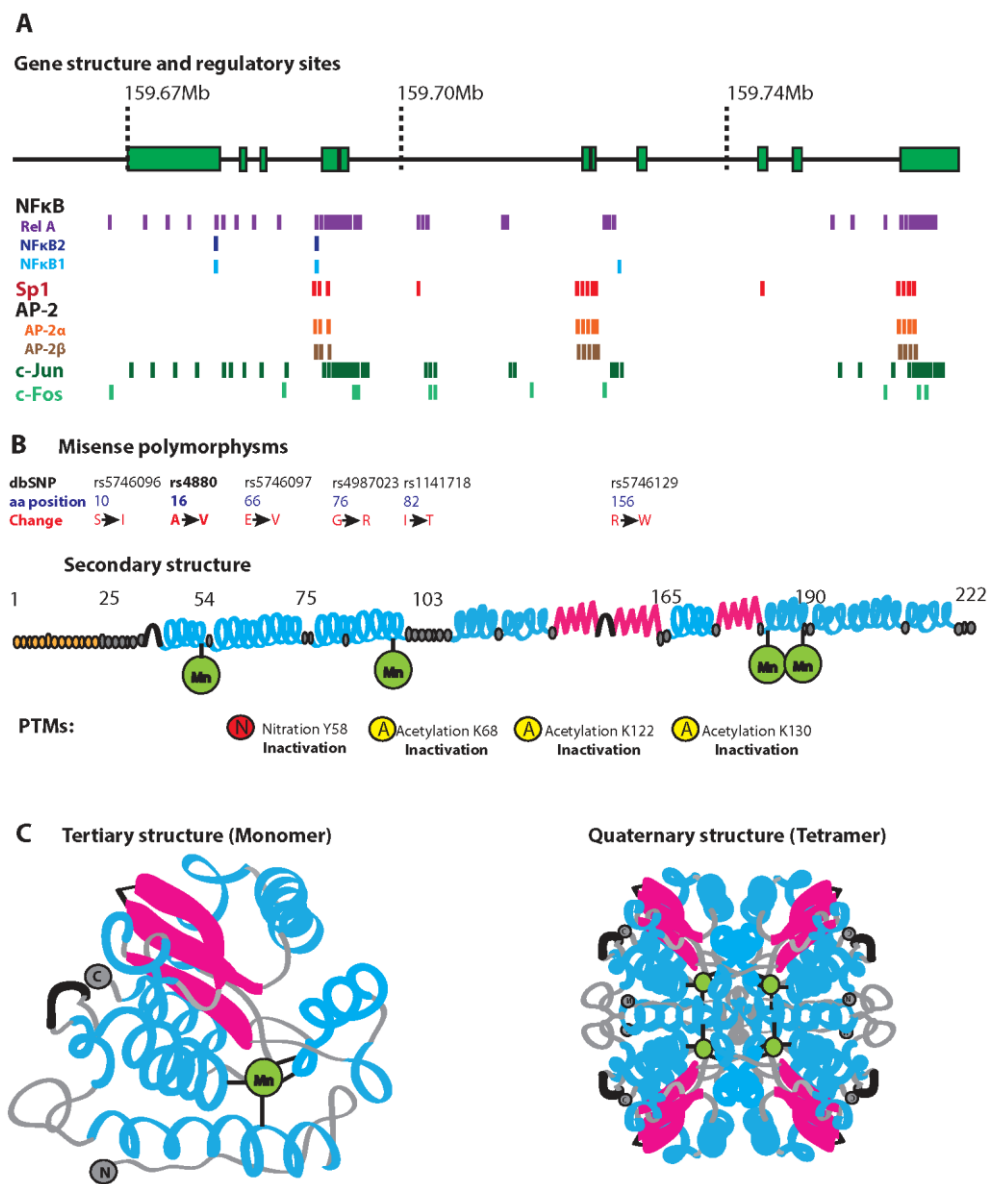 A
Gene structure and regulatory sites
159.67Mb 159.70Mb 159.74Mb
NFκB
Rel A
NFκB2
NFκB1
Sp1
AP-2
AP-2α
AP-2β
c-Jun
c-Fos
B Misense polymorphisms
dbSNP rs5746096 rs4880 rs5746097 rs4987023 rs1141718 rs5746129
aa position 10 16 66 76 82 156
Change S I A V E V G R I T R W
Secondary structure
1 25 54 75 103 165 190 222
Mn Mn Mn Mn
PTMs: N Nitration Y58 A Acetylation K68 A Acetylation K122 A Acetylation K130
Inactivation Inactivation Inactivation Inactivation
C Tertiary structure (Monomer) Quaternary structure (Tetramer)
C
Mn
N